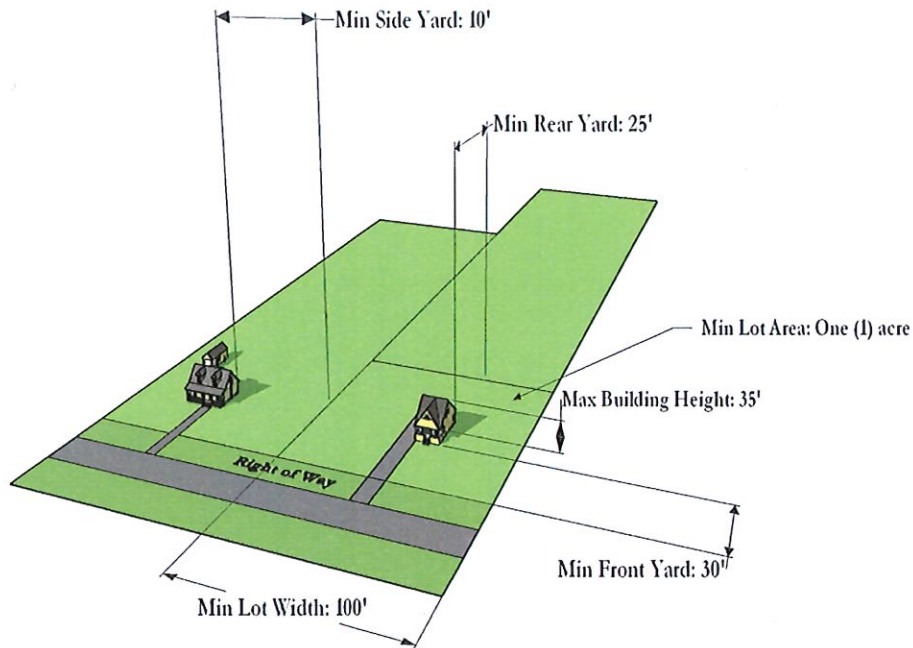 Min Side Yard: 10'
Min Rear Yard: 25'
Min Lot Area: One (1) acre
Max Building Height: 35'
Right of Way
Min Front Yard: 30'
Min Lot Width: 100'